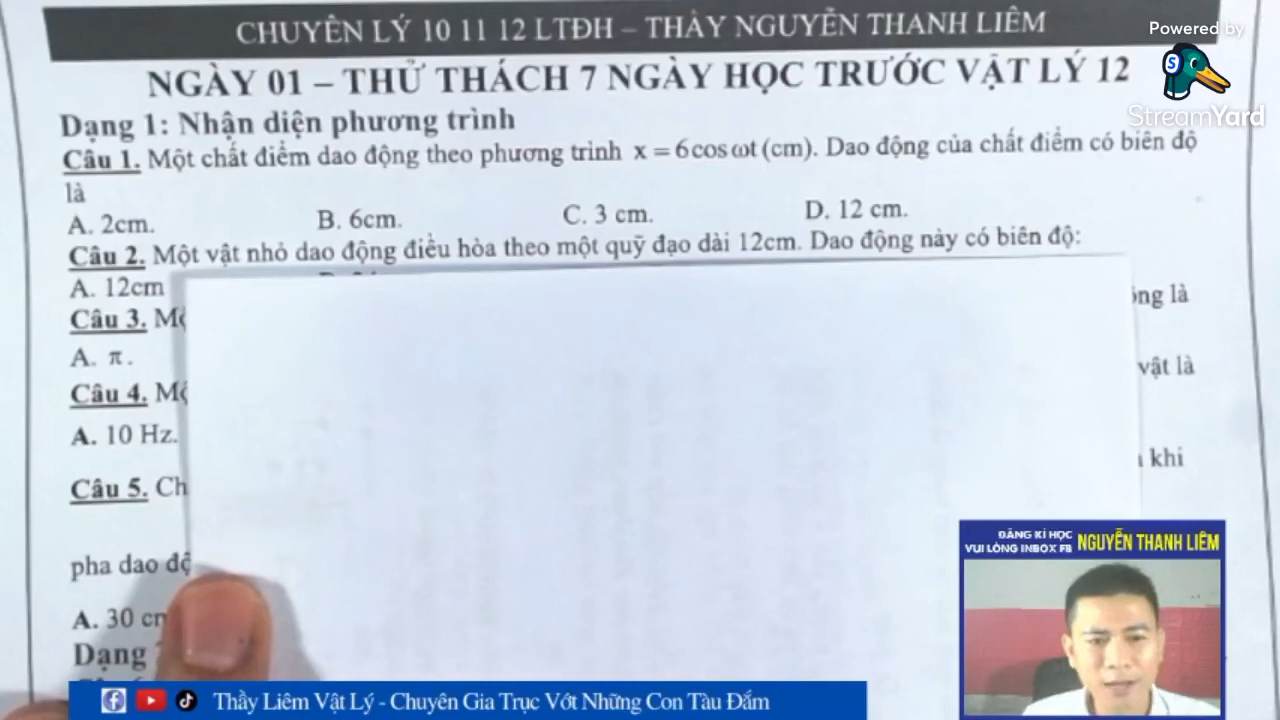 CHUYÊN LÝ 10 11 12 LTĐH – THẦY NGUYỄN THANH LIÊM
Powered by
StreamYard
NGÀY 01 – THỬ THÁCH 7 NGÀY HỌC TRƯỚC VẬT LÝ 12
Dạng 1: Nhận diện phương trình
Câu 1. Một chất điểm dao động theo phương trình x = 6cosωt (cm). Dao động của chất điểm có biên độ
là
A. 2cm. B. 6cm. C. 3 cm. D. 12 cm.
Câu 2. Một vật nhỏ dao động điều hòa theo một quỹ đạo dài 12cm. Dao động này có biên độ:
A. 12cm
Câu 3. là
A. π.
vật là
Câu 4.
A. 10 Hz.
khi
Câu 5. Ch
pha dao
A. 30
Dạng
ĐĂNG KÍ HỌC
VUI LÒNG INBOX FB NGUYỄN THANH LIÊM
Thầy Liêm Vật Lý - Chuyên Gia Trục Vớt Những Con Tàu Đắm